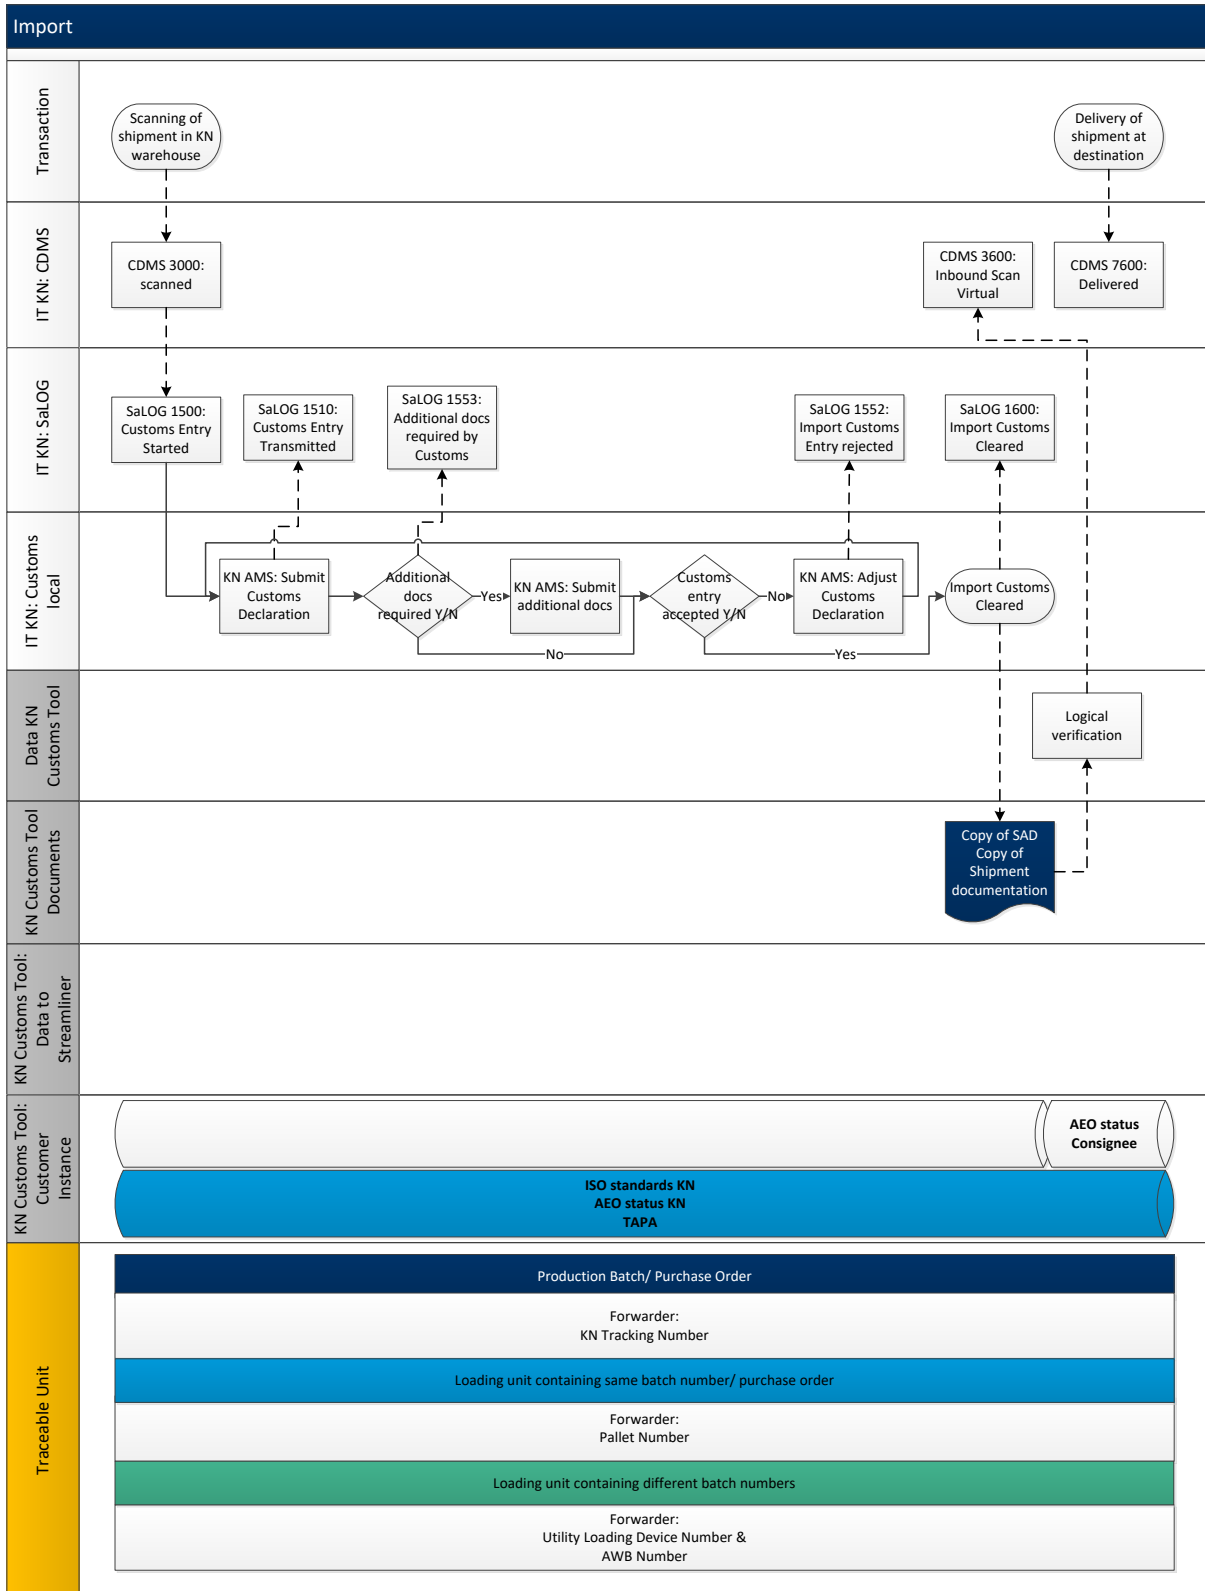 Import
Transaction
Scanning of
shipment in KN
warehouse
Delivery of
shipment at
destination
IT KN: CDMS
CDMS 3000:
scanned
CDMS 3600:
Inbound Scan
Virtual
CDMS 7600:
Delivered
IT KN: SaLOG
SaLOG 1500:
Customs Entry
Started
SaLOG 1510:
Customs Entry
Transmitted
SaLOG 1553:
Additional docs
required by
Customs
SaLOG 1552:
Import Customs
Entry rejected
SaLOG 1600:
Import Customs
Cleared
IT KN: Customs
local
KN AMS: Submit
Customs
Declaration
Additional
docs
required Y/N
Yes
No
KN AMS: Submit
additional docs
Customs
entry
accepted Y/N
No
Yes
KN AMS: Adjust
Customs
Declaration
Import Customs
Cleared
Data KN
Customs Tool
Logical
verification
KN Customs Tool
Documents
Copy of SAD
Copy of
Shipment
documentation
KN Customs Tool:
Data to
Streamliner
KN Customs Tool:
Customer
Instance
AEO status
Consignee
ISO standards KN
AEO status KN
TAPA
Traceable Unit
Production Batch/ Purchase Order
Forwarder:
KN Tracking Number
Loading unit containing same batch number/ purchase order
Forwarder:
Pallet Number
Loading unit containing different batch numbers
Forwarder:
Utility Loading Device Number &
AWB Number